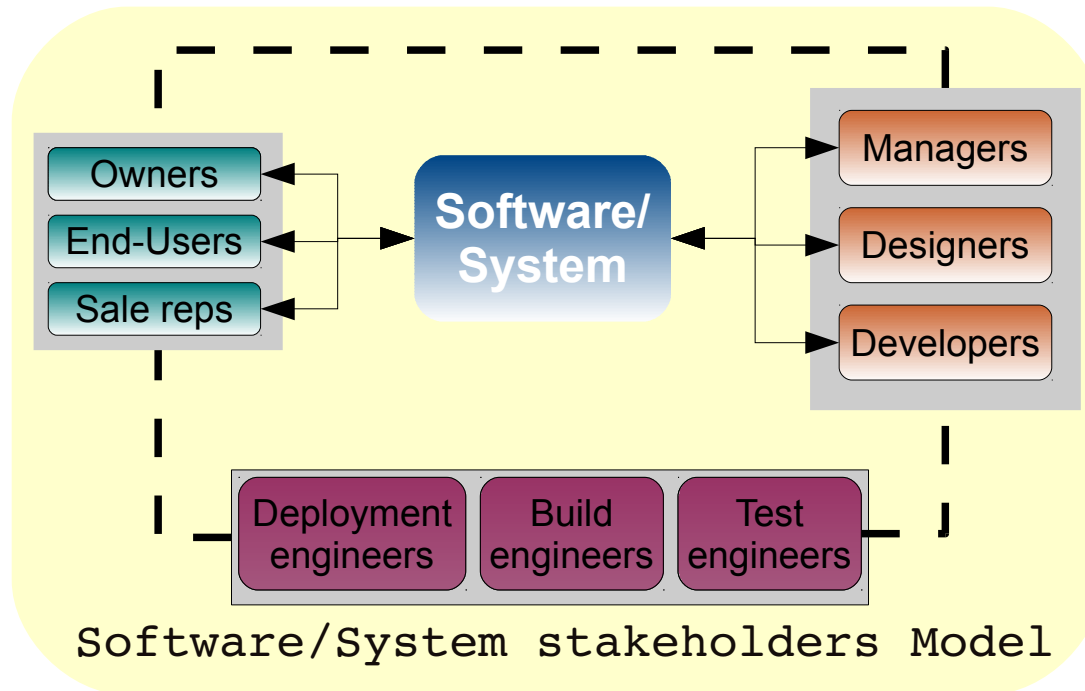 Owners
End-Users
Sale reps
Software/
System
Managers
Designers
Developers
Deployment
engineers
Build
engineers
Test
engineers
Software/System stakeholders Model